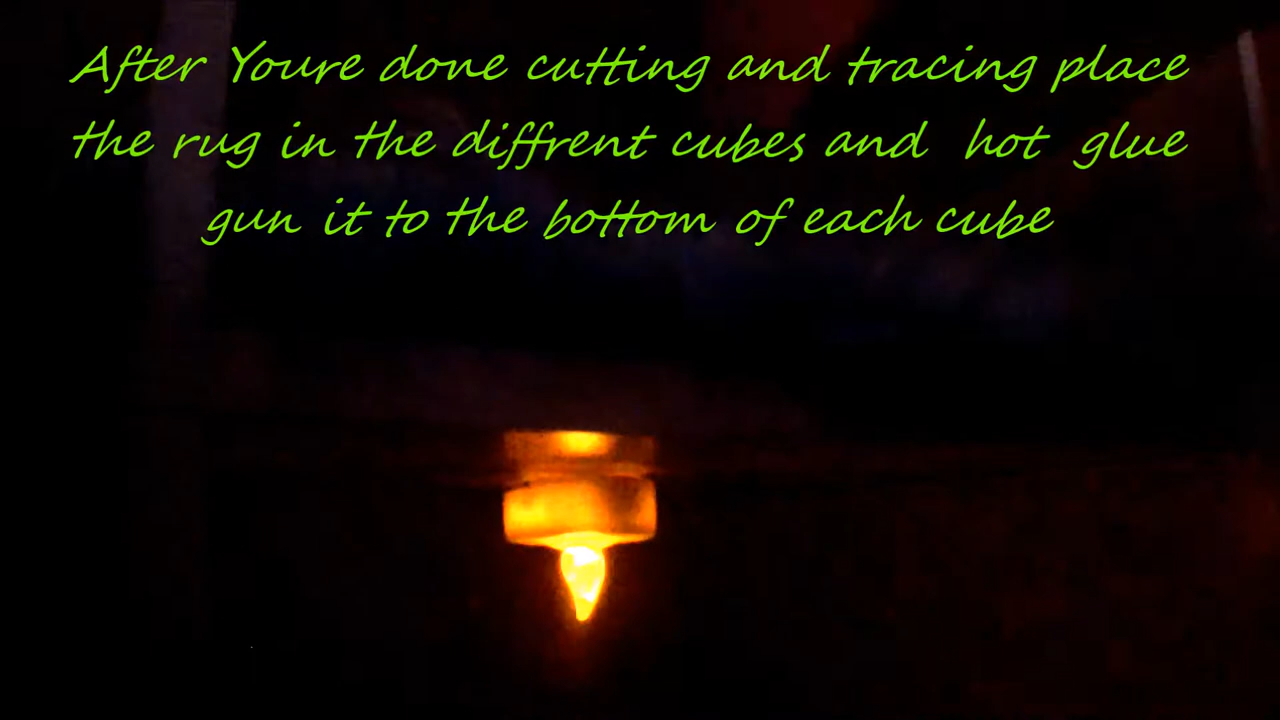 After Youre done cutting and tracing place
the rug in the diffrent cubes and hot glue
gun it to the bottom of each cube